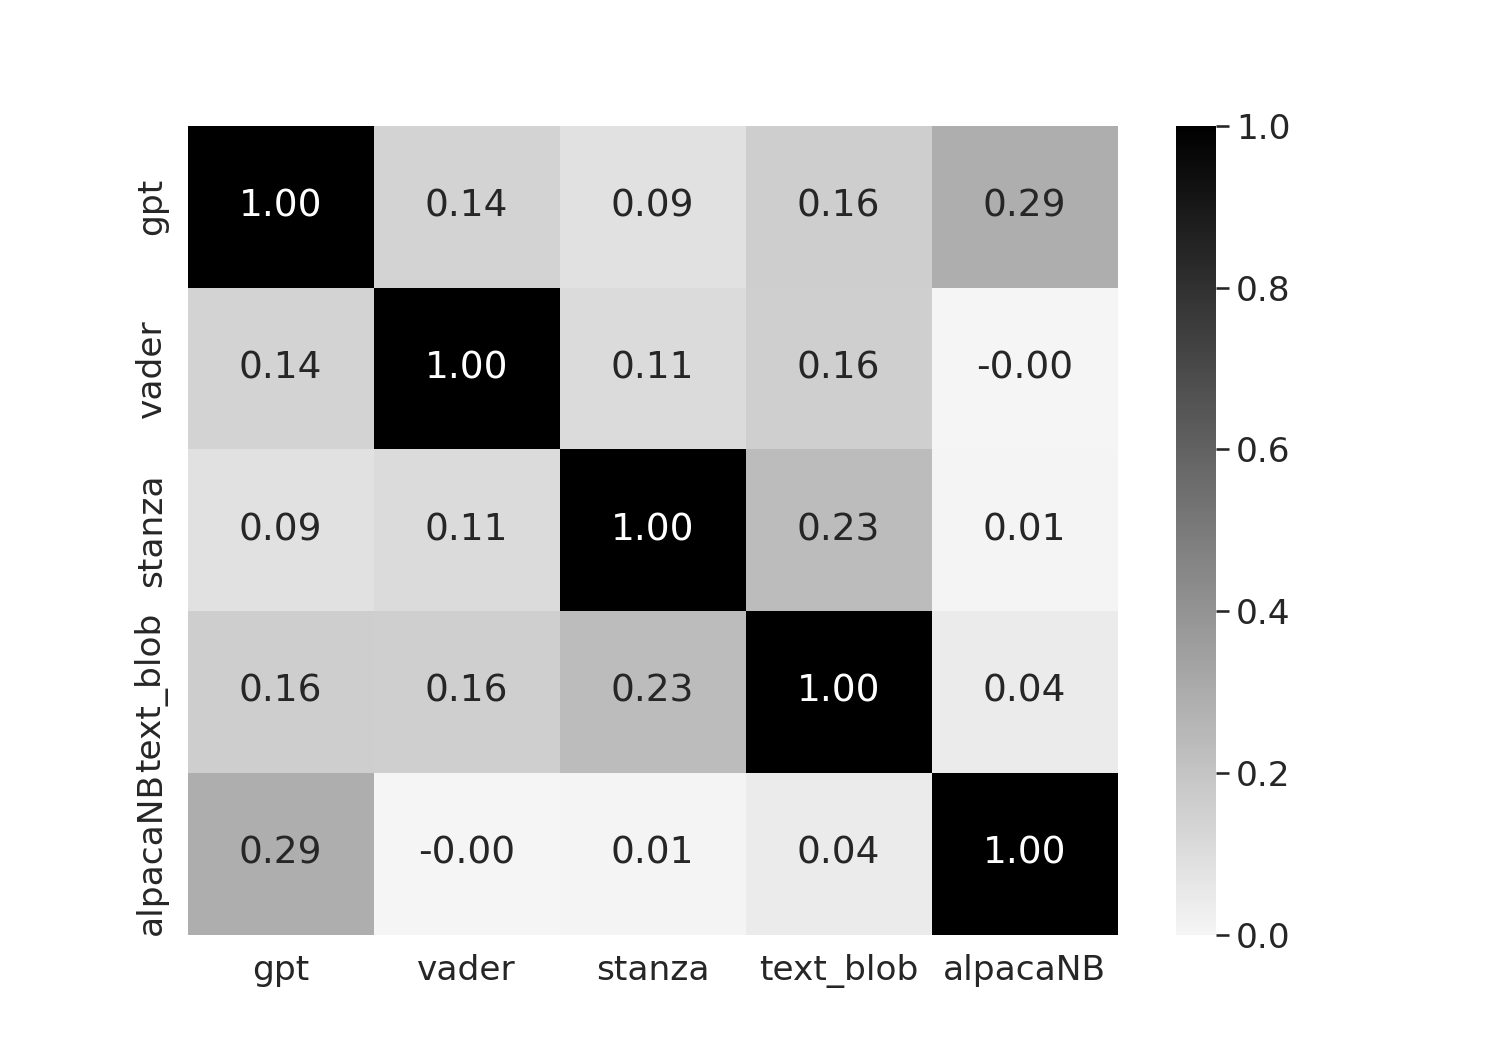 1.0
gpt 1.00 0.14 0.09 0.16 0.29
0.8
vader 0.14 1.00 0.11 0.16 -0.00
0.6
stanza 0.09 0.11 1.00 0.23 0.01
0.4
text_blob 0.16 0.16 0.23 1.00 0.04
0.2
alpacaNB 0.29 -0.00 0.01 0.04 1.00
0.0
gpt vader stanza text_blob alpacaNB